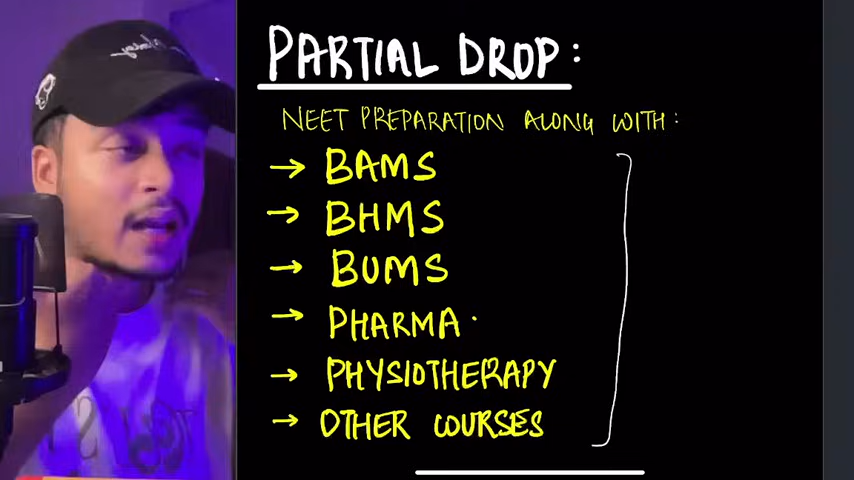 PARTIAL DROP:
NEET PREPARATION ALONG WITH:
→ BAMS
→ BHMS
→ BUMS
→ PHARMA.
→ PHYSIOTHERAPY
→ OTHER COURSES